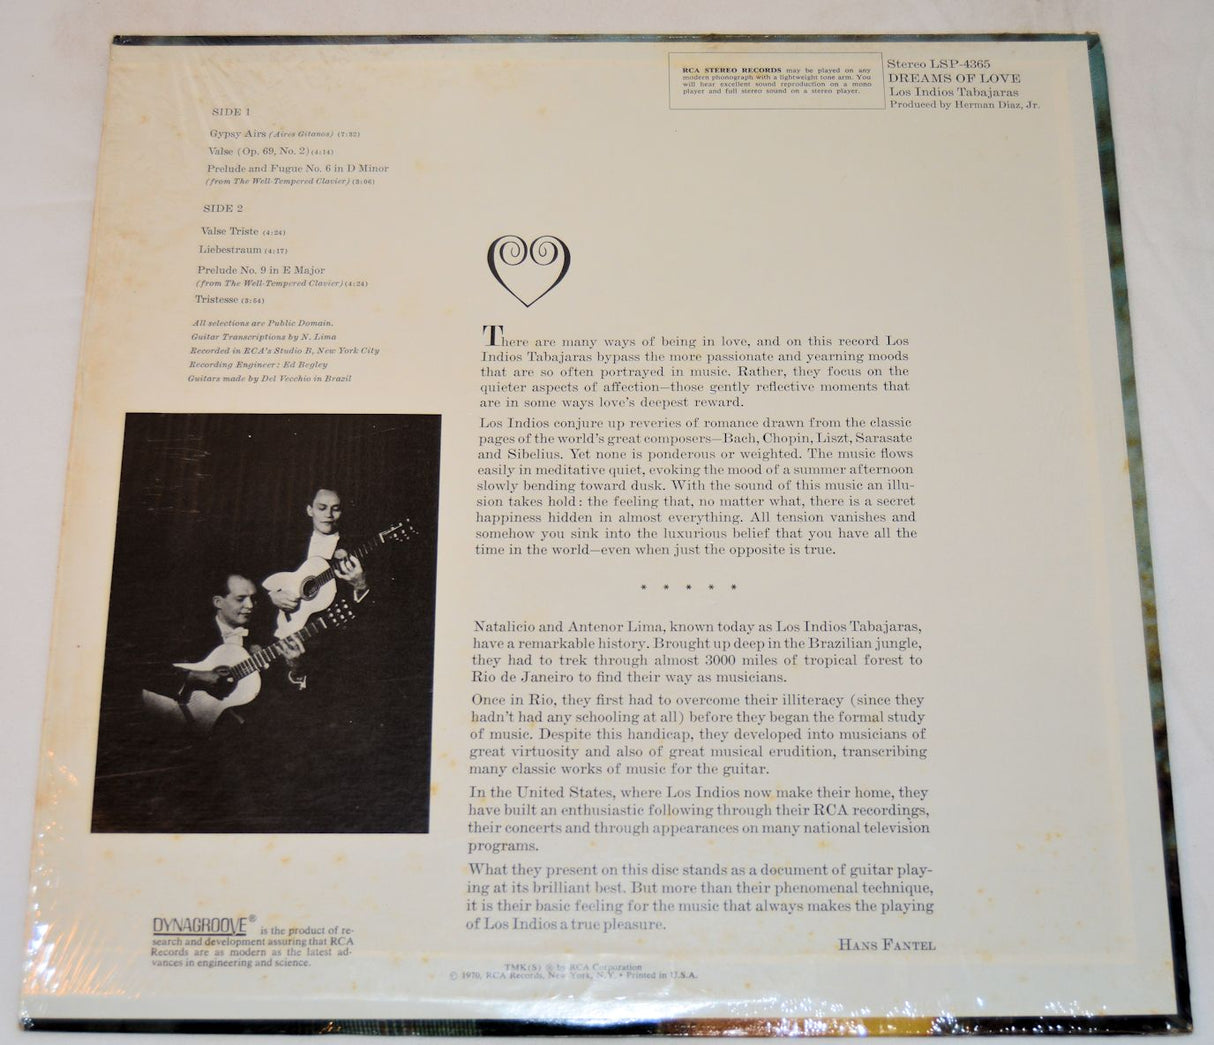 RCA STEREO RECORDS may be played on any
modern phonograph with a lightweight tone arm. You
will hear excellent sound reproduction on a mono
player and full stereo sound on a stereo player.
Stereo LSP-4365
DREAMS OF LOVE
Los Indios Tabajaras
Produced by Herman Diaz, Jr.
SIDE 1
Gypsy Airs (Aires Gitanos) (7:32)
Valse (Op. 69, No. 2) (4:14)
Prelude and Fugue No. 6 in D Minor
(from The Well-Tempered Clavier) (3:06)
SIDE 2
Valse Triste (4:24)
Liebestraum (4:17)
Prelude No. 9 in E Major
(from The Well-Tempered Clavier) (4:24)
Tristesse (3:54)
All selections are Public Domain.
Guitar Transcriptions by N. Lima
Recorded in RCA's Studio B, New York City
Recording Engineer: Ed Begley
Guitars made by Del Vecchio in Brazil
There are many ways of being in love, and on this record Los
Indios Tabajaras bypass the more passionate and yearning moods
that are so often portrayed in music. Rather, they focus on the
quieter aspects of affection—those gently reflective moments that
are in some ways love's deepest reward.
Los Indios conjure up reveries of romance drawn from the classic
pages of the world's great composers—Bach, Chopin, Liszt, Sarasate
and Sibelius. Yet none is ponderous or weighted. The music flows
easily in meditative quiet, evoking the mood of a summer afternoon
slowly bending toward dusk. With the sound of this music an illu-
sion takes hold: the feeling that, no matter what, there is a secret
happiness hidden in almost everything. All tension vanishes and
somehow you sink into the luxurious belief that you have all the
time in the world—even when just the opposite is true.
* * * * *
Natalicio and Antenor Lima, known today as Los Indios Tabajaras,
have a remarkable history. Brought up deep in the Brazilian jungle,
they had to trek through almost 3000 miles of tropical forest to
Rio de Janeiro to find their way as musicians.
Once in Rio, they first had to overcome their illiteracy (since they
hadn't had any schooling at all) before they began the formal study
of music. Despite this handicap, they developed into musicians of
great virtuosity and also of great musical erudition, transcribing
many classic works of music for the guitar.
In the United States, where Los Indios now make their home, they
have built an enthusiastic following through their RCA recordings,
their concerts and through appearances on many national television
programs.
What they present on this disc stands as a document of guitar play-
ing at its brilliant best. But more than their phenomenal technique,
it is their basic feeling for the music that always makes the playing
of Los Indios a true pleasure.
HANS FANTEL
DYNAGROOVE® is the product of re-
search and development assuring that RCA
Records are as modern as the latest ad-
vances in engineering and science.
TMK(S) ® by RCA Corporation
© 1970, RCA Records, New York, N.Y. • Printed in U.S.A.